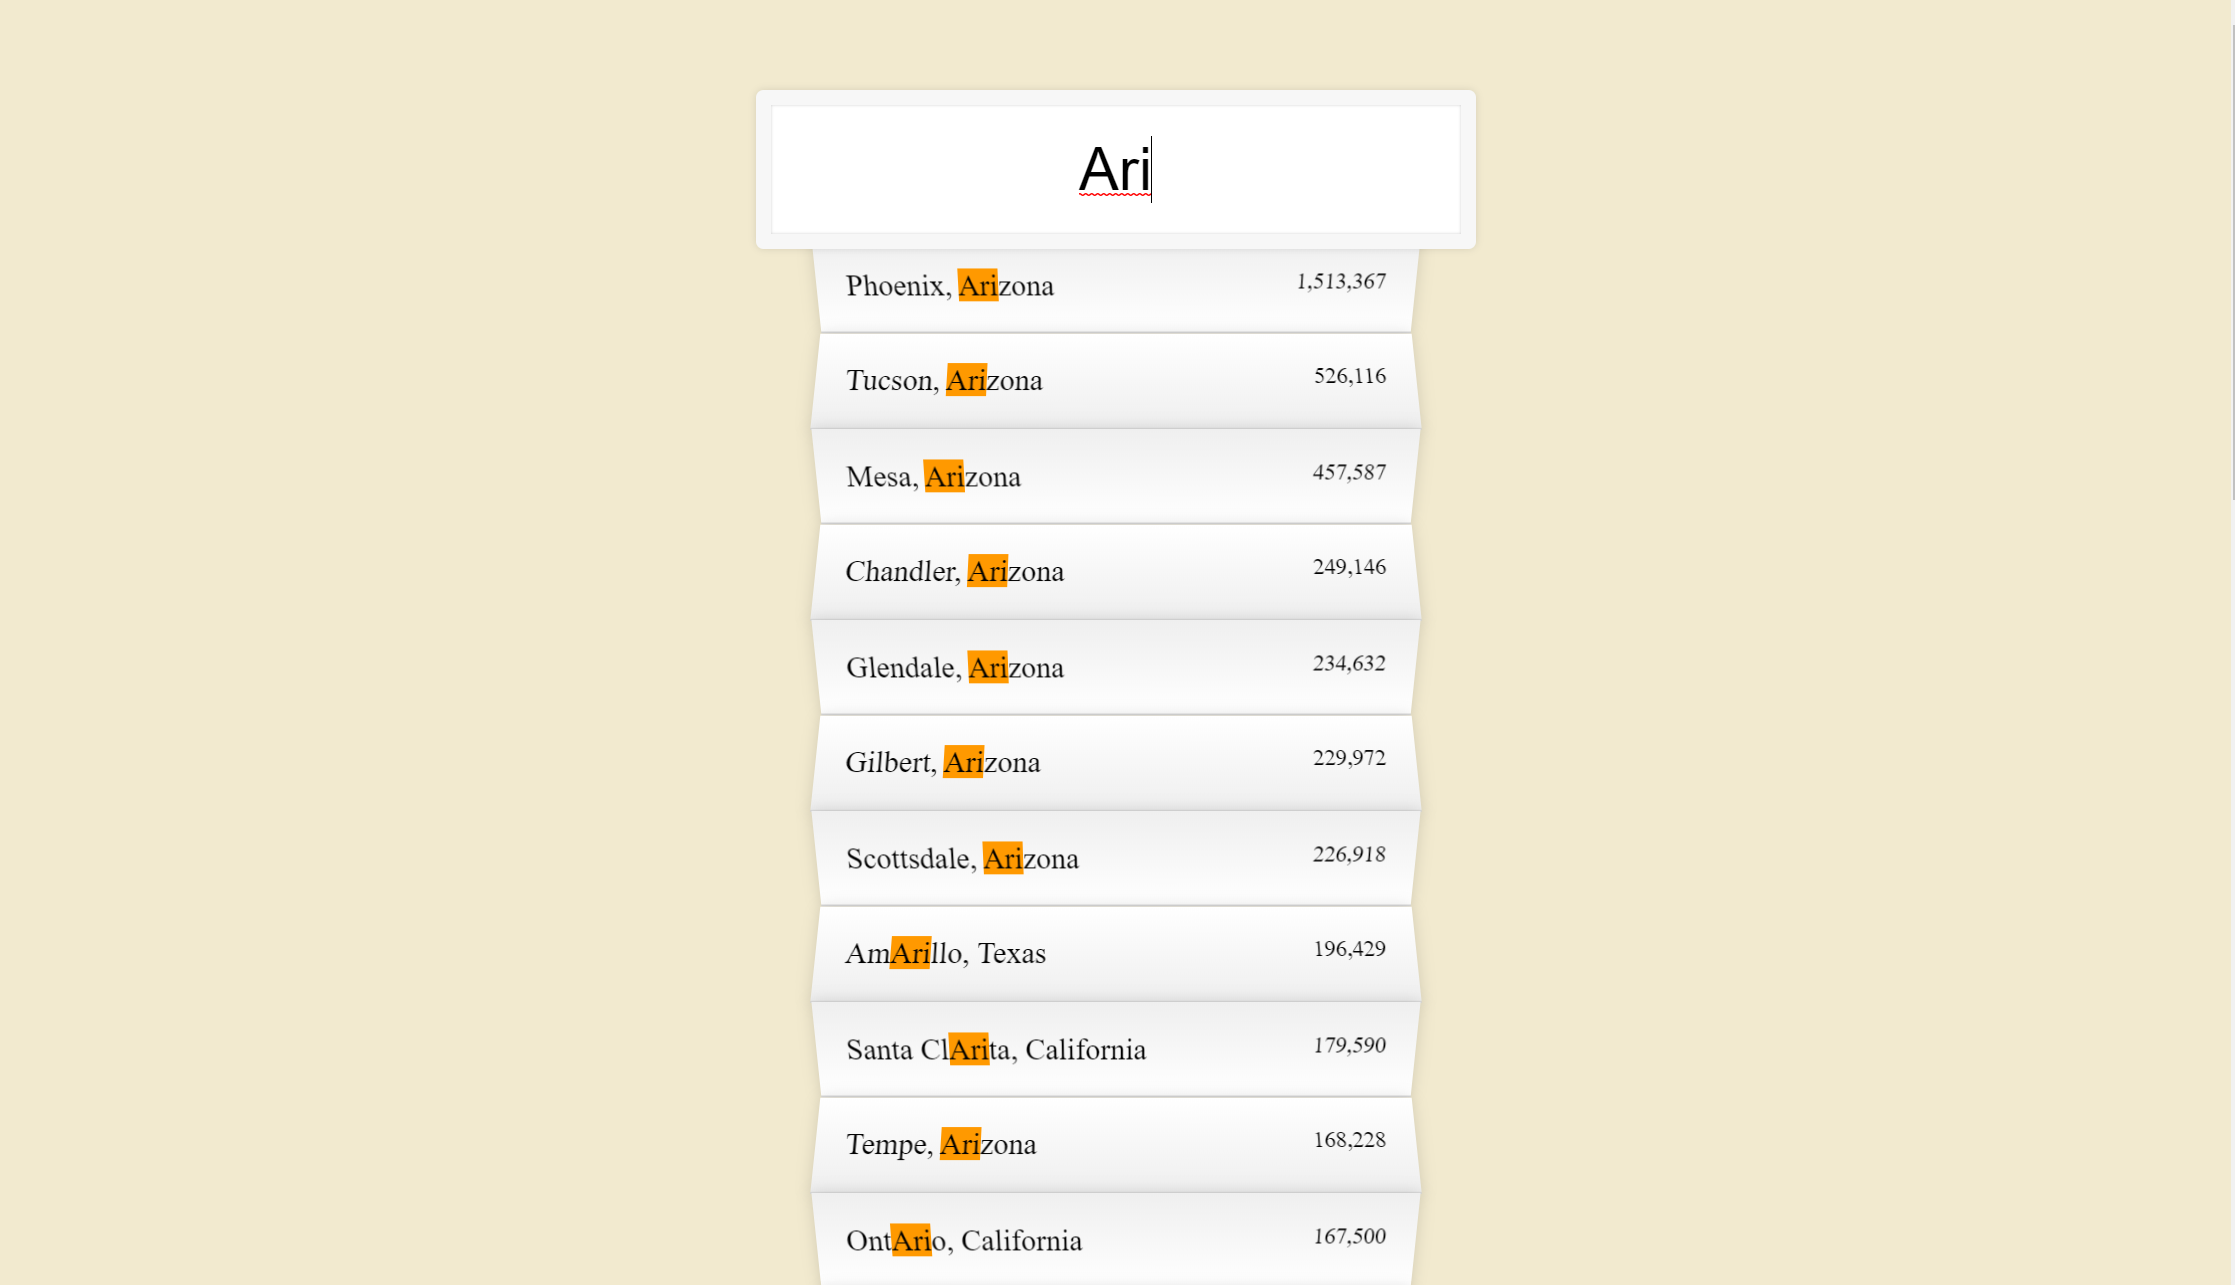 Ari
Phoenix, Arizona 1,513,367
Tucson, Arizona 526,116
Mesa, Arizona 457,587
Chandler, Arizona 249,146
Glendale, Arizona 234,632
Gilbert, Arizona 229,972
Scottsdale, Arizona 226,918
AmArillo, Texas 196,429
Santa ClArita, California 179,590
Tempe, Arizona 168,228
OntArio, California 167,500